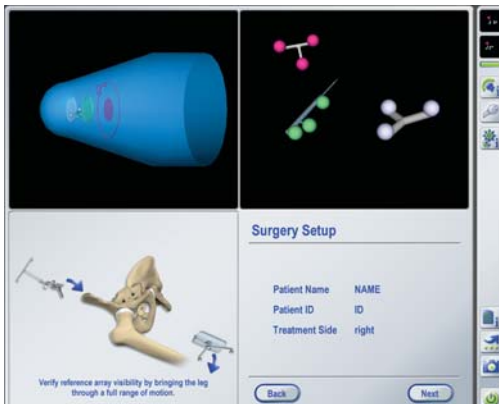 Surgery Setup
Patient Name NAME
Patient ID ID
Treatment Side right
Verify reference array visibility by bringing the leg
through a full range of motion.
Back Next